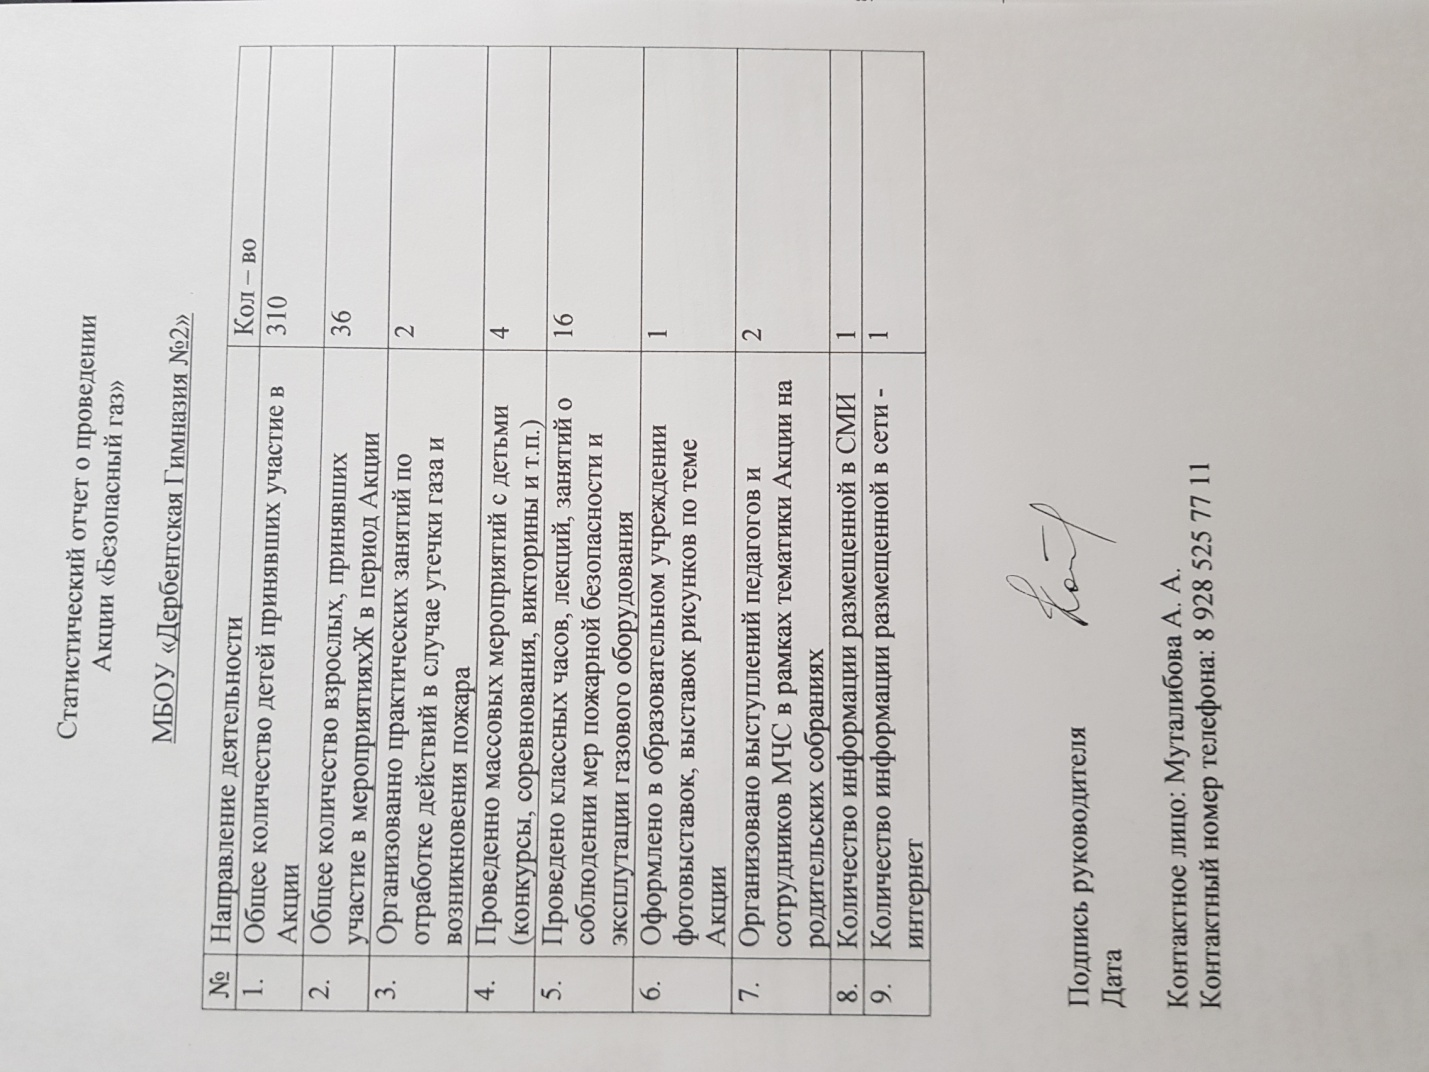 Статистический отчет о проведении
Акции «Безопасный газ»
МБОУ «Дербентская Гимназия №2»
№ Направление деятельности Кол – во
1. Общее количество детей принявших участие в 310
Акции
2. Общее количество взрослых, принявших 36
участие в мероприятияхЖ в период Акции
3. Организованно практических занятий по 2
отработке действий в случае утечки газа и
возникновения пожара
4. Проведенно массовых мероприятий с детьми 4
(конкурсы, соревнования, викторины и т.п.)
5. Проведено классных часов, лекций, занятий о 16
соблюдении мер пожарной безопасности и
эксплутации газового оборудования
6. Оформлено в образовательном учреждении 1
фотовыставок, выставок рисунков по теме
Акции
7. Организовано выступлений педагогов и 2
сотрудников МЧС в рамках тематики Акции на
родительских собраниях
8. Количество информации размещенной в СМИ 1
9. Количество информации размещенной в сети - 1
интернет
Подпись руководителя
Дата
Контактное лицо: Муталибова А. А.
Контактный номер телефона: 8 928 525 77 11